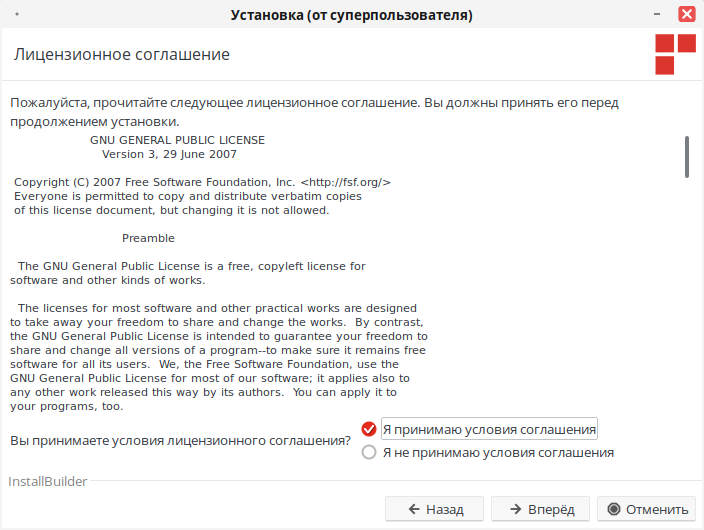 Установка (от суперпользователя)
Лицензионное соглашение
Пожалуйста, прочитайте следующее лицензионное соглашение. Вы должны принять его перед
продолжением установки.
GNU GENERAL PUBLIC LICENSE
Version 3, 29 June 2007
Copyright (C) 2007 Free Software Foundation, Inc. <http://fsf.org/>
Everyone is permitted to copy and distribute verbatim copies
of this license document, but changing it is not allowed.
Preamble
The GNU General Public License is a free, copyleft license for
software and other kinds of works.
The licenses for most software and other practical works are designed
to take away your freedom to share and change the works.  By contrast,
the GNU General Public License is intended to guarantee your freedom to
share and change all versions of a program--to make sure it remains free
software for all its users.  We, the Free Software Foundation, use the
GNU General Public License for most of our software; it applies also to
any other work released this way by its authors.  You can apply it to
your programs, too.
Вы принимаете условия лицензионного соглашения?
Я принимаю условия соглашения
Я не принимаю условия соглашения
InstallBuilder
Назад
Вперёд
Отменить